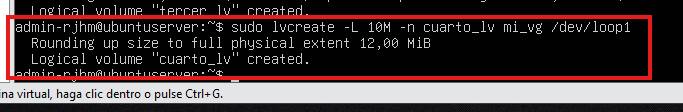 Logical volume "tercer_lv" created.
admin-rjhm@ubuntuserver:~$ sudo lvcreate -L 10M -n cuarto_lv mi_vg /dev/loop1
Rounding up size to full physical extent 12,00 MiB
Logical volume "cuarto_lv" created.
admin-rjhm@ubuntuserver:~$
ina virtual, haga clic dentro o pulse Ctrl+G.